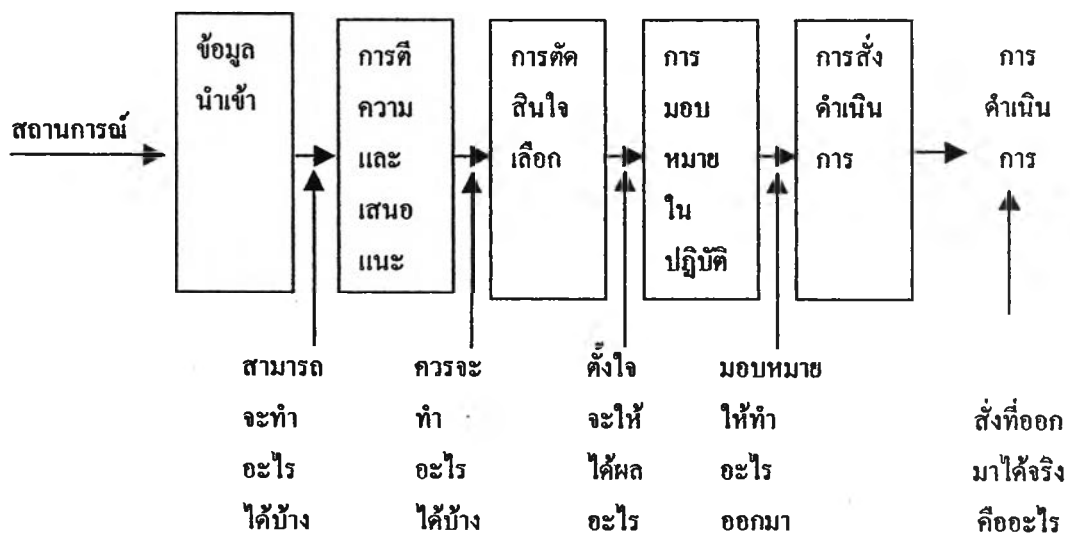 สถานการณ์
ข้อมูล
นำเข้า
การตี
ความ
และ
เสนอ
แนะ
การตัด
สินใจ
เลือก
การ
มอบ
หมาย
ใน
ปฎิบัติ
การสั่ง
ดำเนิน
การ
การ
ดำเนิน
การ
สามารถ
จะทำ
อะไร
ได้บ้าง
ควรจะ
ทำ
อะไร
ได้บ้าง
ตั้งใจ
จะให้
ได้ผล
อะไร
มอบหมาย
ให้ทำ
อะไร
ออกมา
สั่งที่ออก
มาได้จริง
คืออะไร